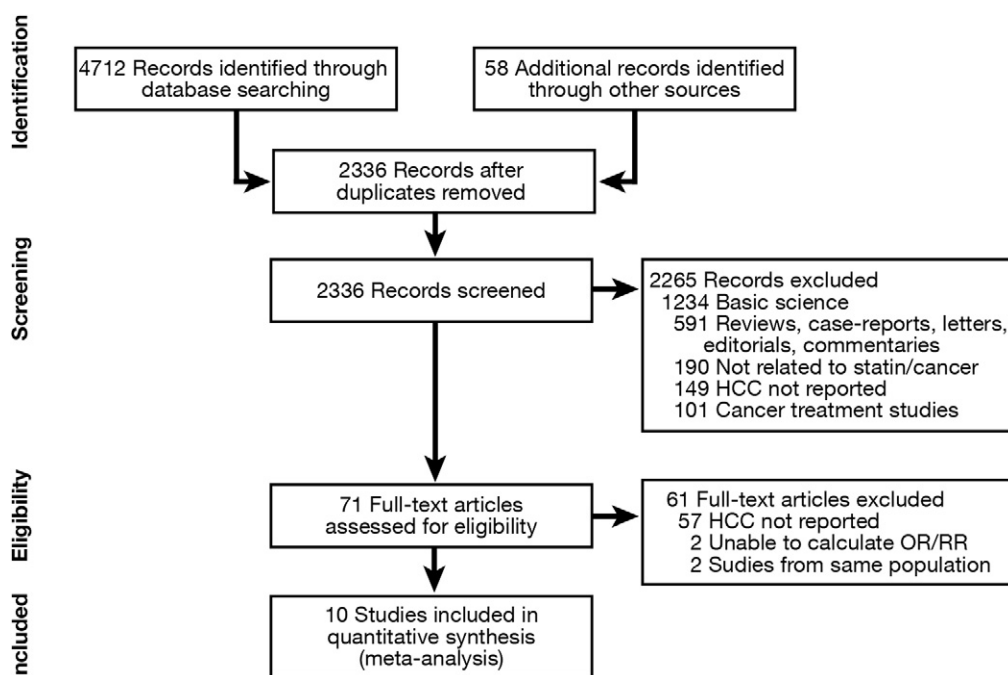 Identification
4712 Records identified through
database searching
58 Additional records identified
through other sources
2336 Records after
duplicates removed
Screening
2336 Records screened
2265 Records excluded
1234 Basic science
591 Reviews, case-reports, letters,
editorials, commentaries
190 Not related to statin/cancer
149 HCC not reported
101 Cancer treatment studies
Eligibility
71 Full-text articles
assessed for eligibility
61 Full-text articles excluded
57 HCC not reported
2 Unable to calculate OR/RR
2 Sudies from same population
ncluded
10 Studies included in
quantitative synthesis
(meta-analysis)